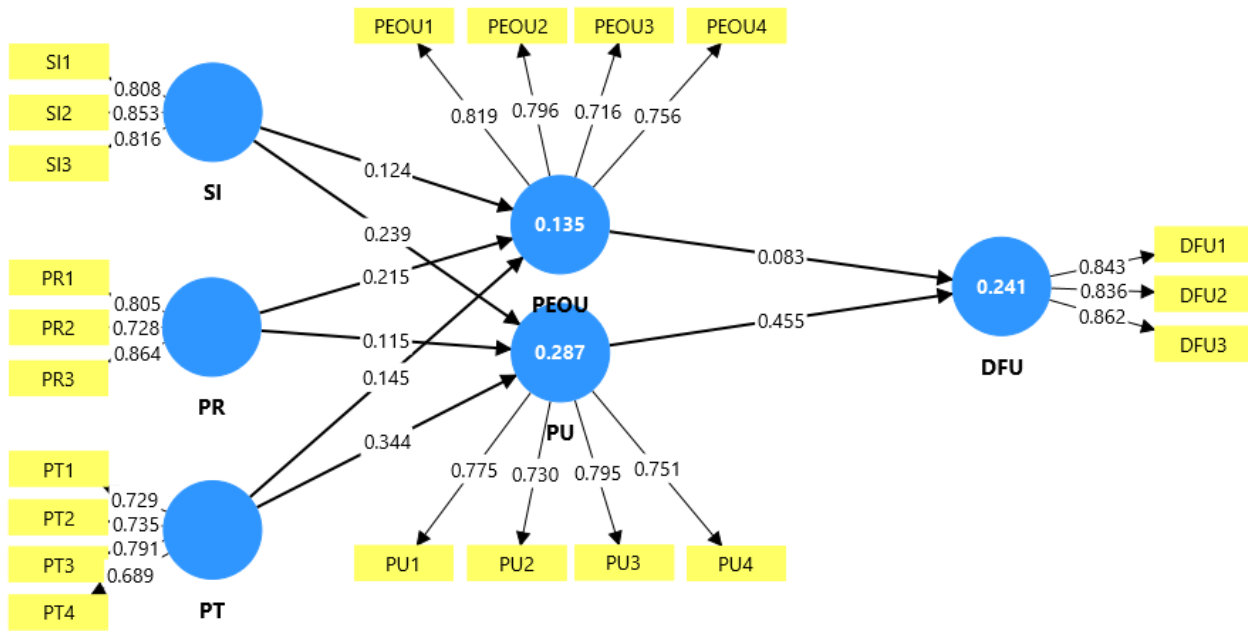 PEOU1 PEOU2 PEOU3 PEOU4
SI1
SI2
SI3
0.808
0.853
0.816
SI
0.819 0.796 0.716 0.756
0.124
0.239
0.215
0.115
0.145
0.344
PR1
PR2
PR3
0.805
0.728
0.864
PR
0.135
PEOU
0.287
PU
0.083
0.455
0.241
DFU
0.843
0.836
0.862
DFU1
DFU2
DFU3
PT1
PT2
PT3
PT4
0.729
0.735
0.791
0.689
PT
0.775 0.730 0.795 0.751
PU1 PU2 PU3 PU4